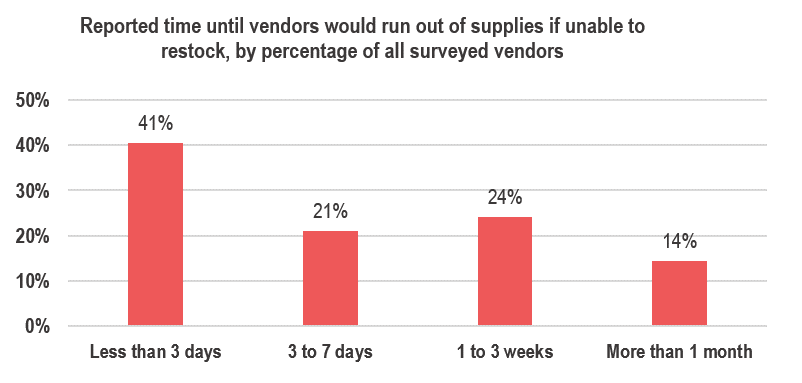 Reported time until vendors would run out of supplies if unable to
restock, by percentage of all surveyed vendors
50%
40%
30%
20%
10%
0%
41%
21%
24%
14%
Less than 3 days
3 to 7 days
1 to 3 weeks
More than 1 month